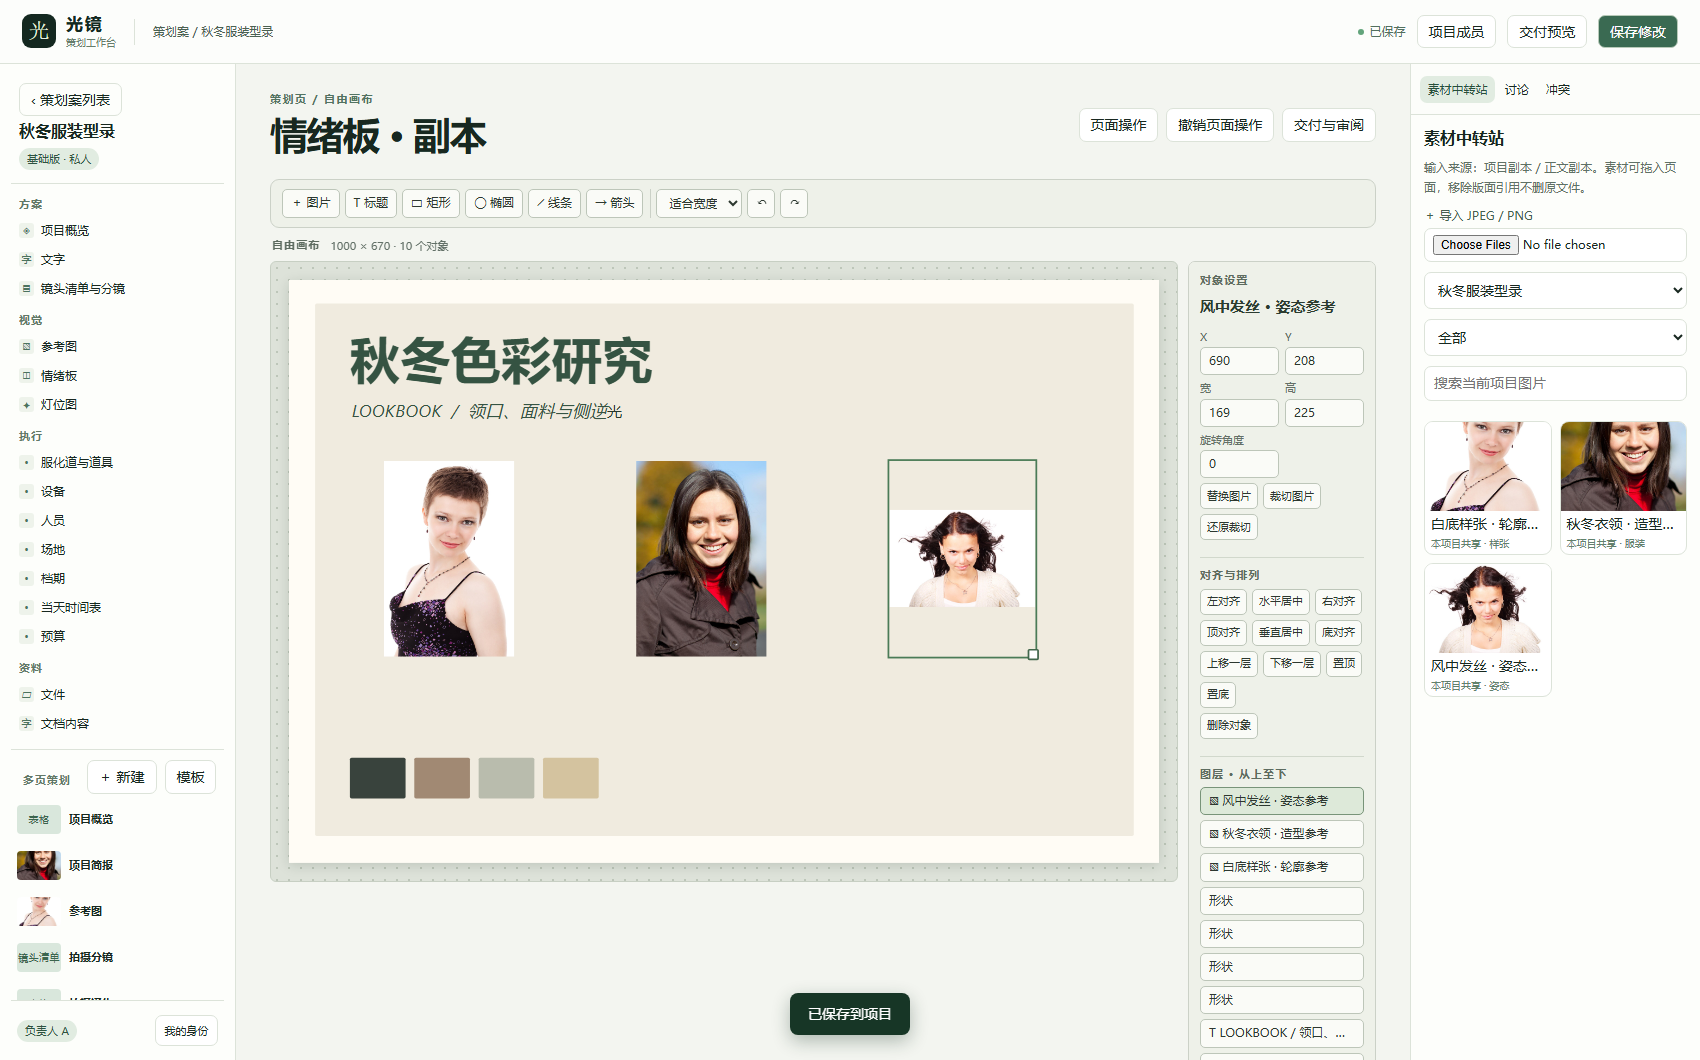 光 光镜
策划工作台
策划案 / 秋冬服装型录
已保存
项目成员
交付预览
保存修改
‹ 策划案列表
秋冬服装型录
基础版 · 私人
方案
项目概览
字 文字
镜头清单与分镜
视觉
参考图
情绪板
灯位图
执行
服化道与道具
设备
人员
场地
档期
当天时间表
预算
资料
文件
字 文档内容
多页策划
+ 新建
模板
表格 项目概览
项目简报
参考图
镜头清单 拍摄分镜
负责人 A
我的身份
策划页 / 自由画布
情绪板 · 副本
页面操作
撤销页面操作
交付与审阅
+ 图片
T 标题
矩形
椭圆
线条
→ 箭头
适合宽度
自由画布 1000 × 670 · 10 个对象
秋冬色彩研究
LOOKBOOK / 领口、面料与侧逆光
对象设置
风中发丝 · 姿态参考
X Y
690 208
宽 高
169 225
旋转角度
0
替换图片
裁切图片
还原裁切
对齐与排列
左对齐 水平居中 右对齐
顶对齐 垂直居中 底对齐
上移一层 下移一层 置顶
置底
删除对象
图层 · 从上至下
风中发丝 · 姿态参考
秋冬衣领 · 造型参考
白底样张 · 轮廓参考
形状
形状
形状
形状
T LOOKBOOK / 领口、...
已保存到项目
素材中转站 讨论 冲突
素材中转站
输入来源：项目副本 / 正文副本。素材可拖入页
面，移除版面引用不删原文件。
+ 导入 JPEG / PNG
Choose Files No file chosen
秋冬服装型录
全部
搜索当前项目图片
白底样张 · 轮廓...
本项目共享 · 样张
秋冬衣领 · 造型...
本项目共享 · 服装
风中发丝 · 姿态...
本项目共享 · 姿态